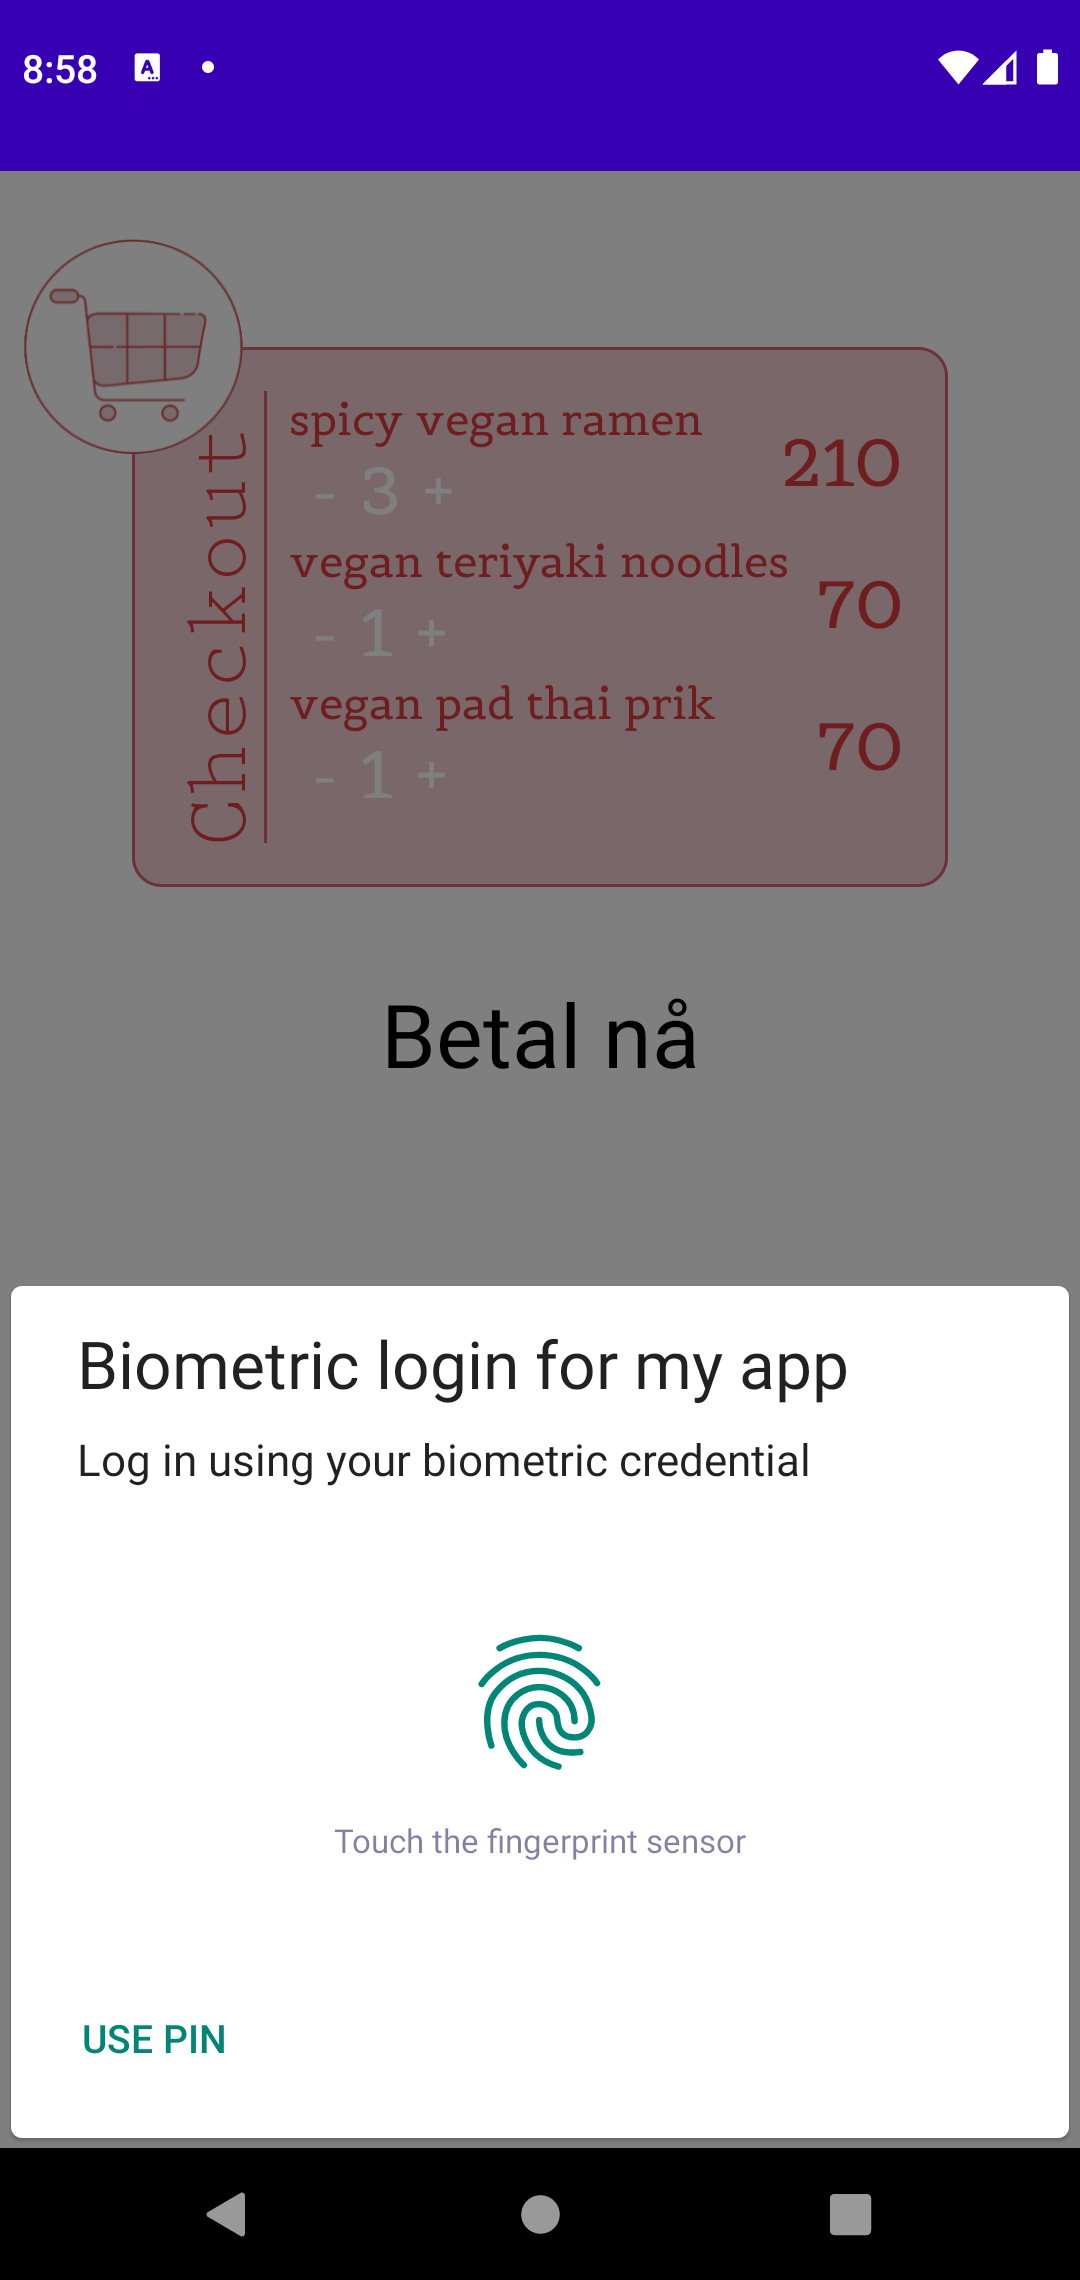 8:58
Checkout
spicy vegan ramen
210
- 3 +
vegan teriyaki noodles
70
- 1 +
vegan pad thai prik
70
- 1 +
Betal nå
Biometric login for my app
Log in using your biometric credential
Touch the fingerprint sensor
USE PIN